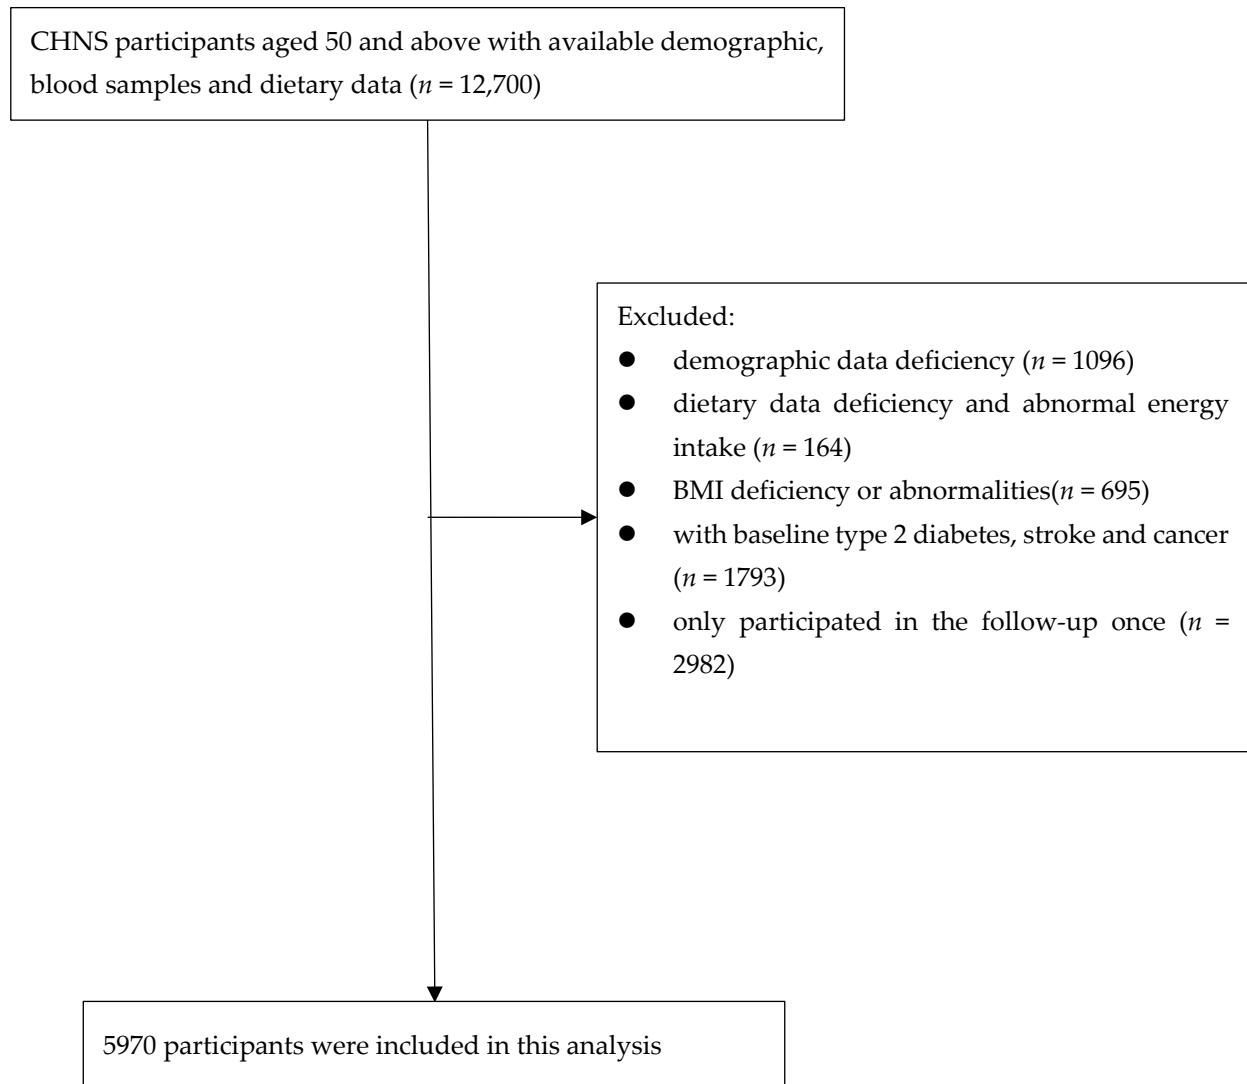 CHNS participants aged 50 and above with available demographic,
blood samples and dietary data (n = 12,700)
Excluded:
● demographic data deficiency (n = 1096)
● dietary data deficiency and abnormal energy
intake (n = 164)
● BMI deficiency or abnormalities(n = 695)
● with baseline type 2 diabetes, stroke and cancer
(n = 1793)
● only participated in the follow-up once (n =
2982)
5970 participants were included in this analysis